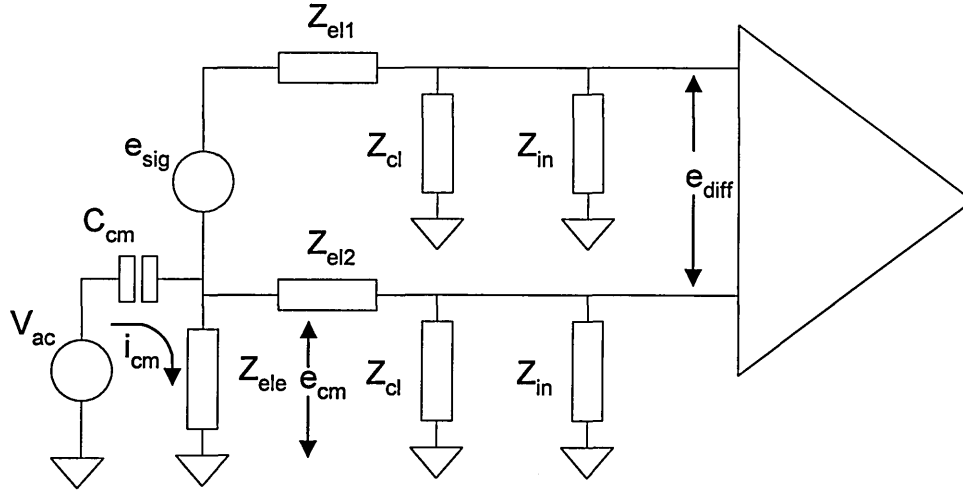 Z_el1
Z_cl
Z_in
e_sig
e_diff
C_cm
Z_el2
V_ac
i_cm
Z_ele
e_cm
Z_cl
Z_in